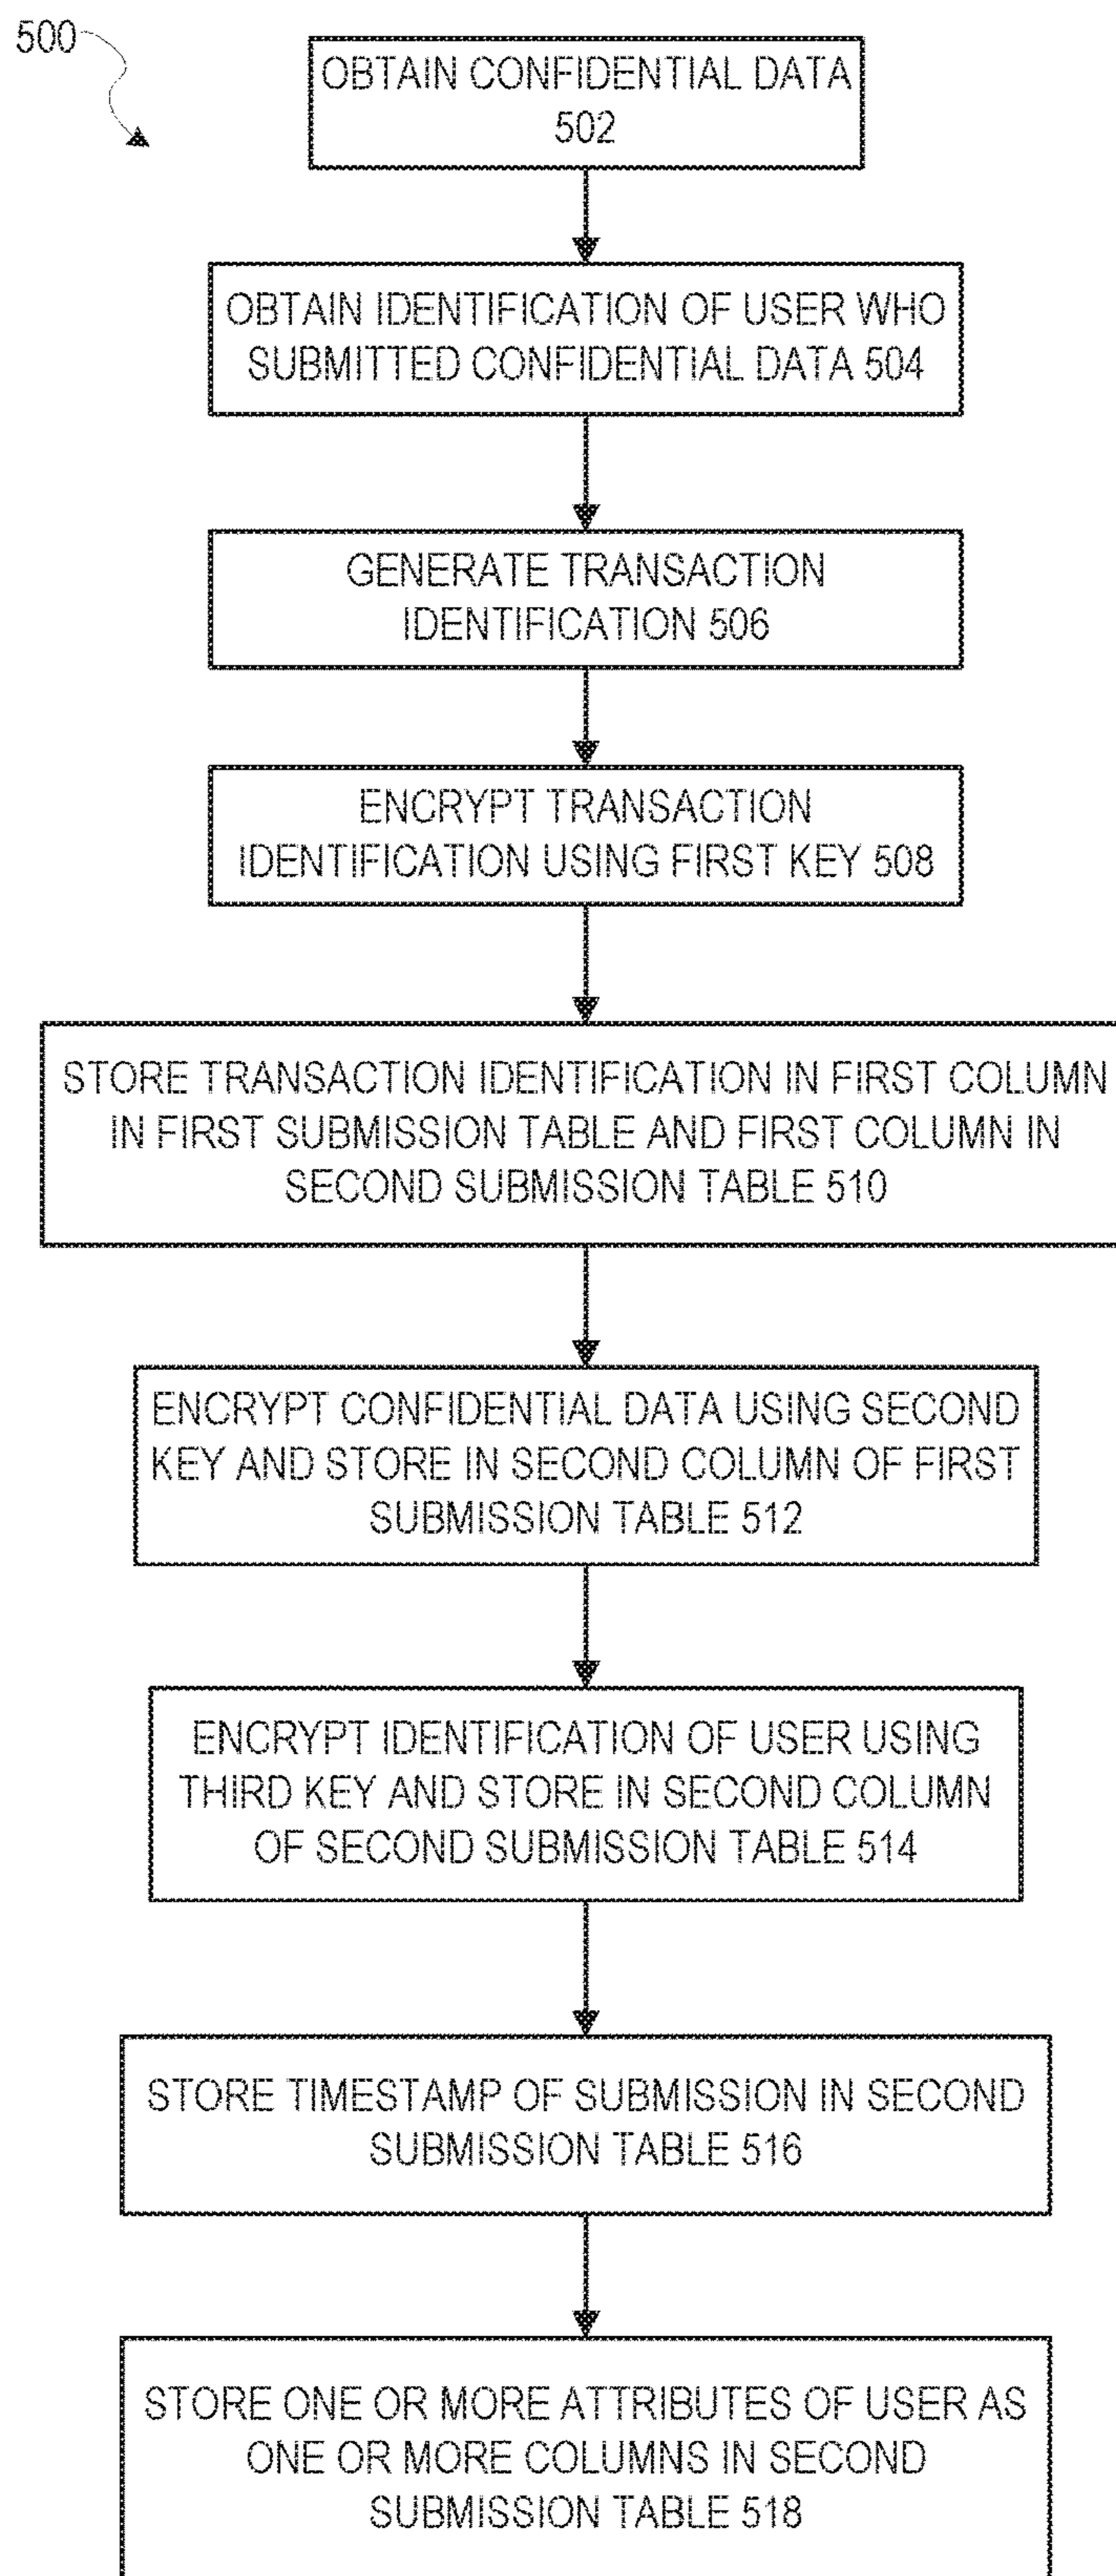 500
OBTAIN CONFIDENTIAL DATA
502
OBTAIN IDENTIFICATION OF USER WHO
SUBMITTED CONFIDENTIAL DATA 504
GENERATE TRANSACTION
IDENTIFICATION 506
ENCRYPT TRANSACTION
IDENTIFICATION USING FIRST KEY 508
STORE TRANSACTION IDENTIFICATION IN FIRST COLUMN
IN FIRST SUBMISSION TABLE AND FIRST COLUMN IN
SECOND SUBMISSION TABLE 510
ENCRYPT CONFIDENTIAL DATA USING SECOND
KEY AND STORE IN SECOND COLUMN OF FIRST
SUBMISSION TABLE 512
ENCRYPT IDENTIFICATION OF USER USING
THIRD KEY AND STORE IN SECOND COLUMN
OF SECOND SUBMISSION TABLE 514
STORE TIMESTAMP OF SUBMISSION IN SECOND
SUBMISSION TABLE 516
STORE ONE OR MORE ATTRIBUTES OF USER AS
ONE OR MORE COLUMNS IN SECOND
SUBMISSION TABLE 518